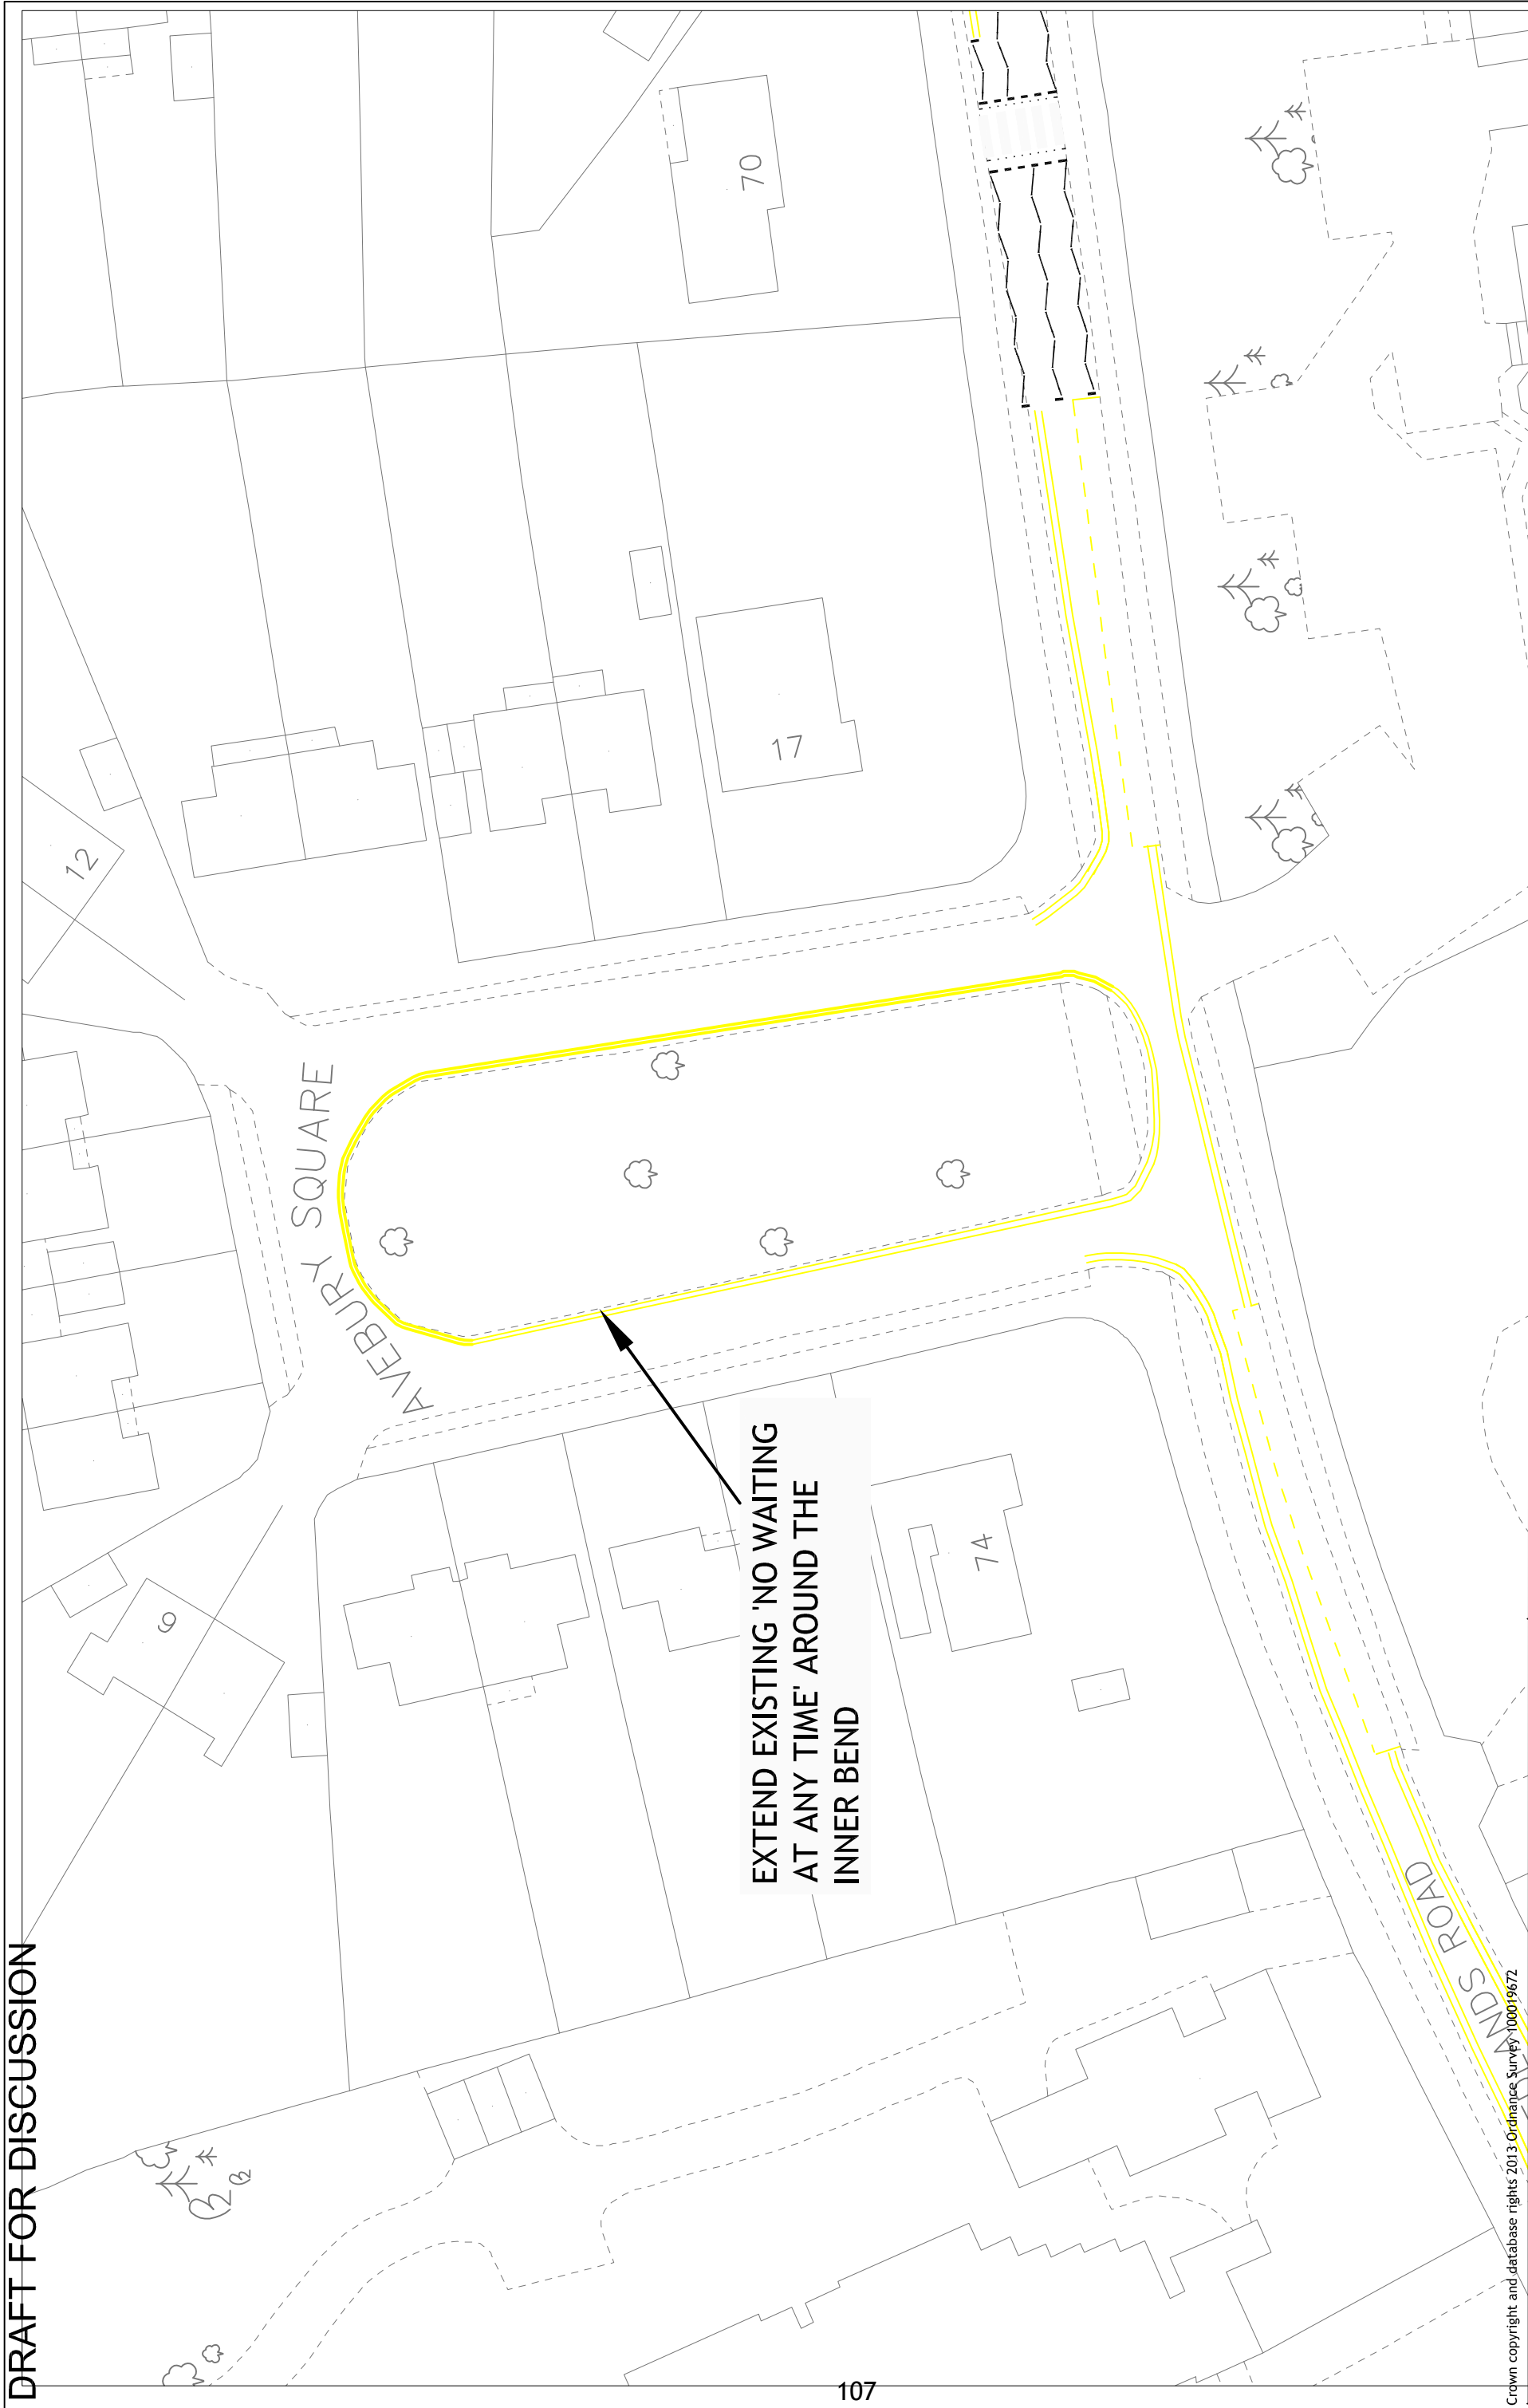 DRAFT FOR DISCUSSION
12
70
17
AVEBURY SQUARE
9
EXTEND EXISTING 'NO WAITING
AT ANY TIME' AROUND THE
INNER BEND
74
ROAD
Crown copyright and database rights 2013 Ordnance Survey 100019672
107